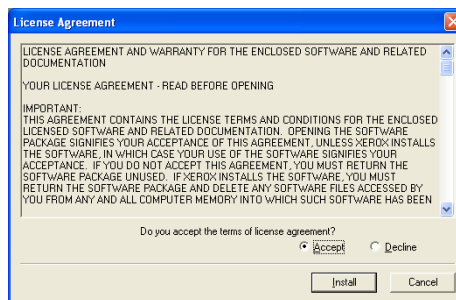 License Agreement
LICENSE AGREEMENT AND WARRANTY FOR THE ENCLOSED SOFTWARE AND RELATED
DOCUMENTATION
YOUR LICENSE AGREEMENT - READ BEFORE OPENING
IMPORTANT:
THIS AGREEMENT CONTAINS THE LICENSE TERMS AND CONDITIONS FOR THE ENCLOSED
LICENSED SOFTWARE AND RELATED DOCUMENTATION. OPENING THE SOFTWARE
PACKAGE SIGNIFIES YOUR ACCEPTANCE OF THIS AGREEMENT, UNLESS XEROX INSTALLS
THE SOFTWARE, IN WHICH CASE YOUR USE OF THE SOFTWARE SIGNIFIES YOUR
ACCEPTANCE. IF YOU DO NOT ACCEPT THIS AGREEMENT, YOU MUST RETURN THE
SOFTWARE PACKAGE UNUSED. IF XEROX INSTALLS THE SOFTWARE, YOU MUST
RETURN THE SOFTWARE PACKAGE AND DELETE ANY SOFTWARE FILES ACCESSED BY
YOU FROM ANY AND ALL COMPUTER MEMORY INTO WHICH SUCH SOFTWARE HAS BEEN
Do you accept the terms of license agreement?
Accept Decline
Install Cancel